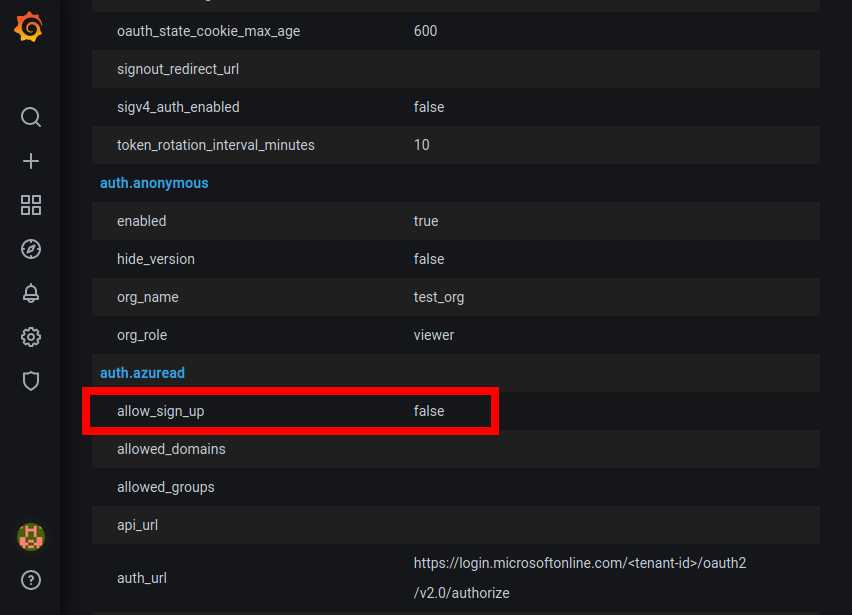 oauth_state_cookie_max_age 600
signout_redirect_url
sigv4_auth_enabled false
token_rotation_interval_minutes 10
auth.anonymous
enabled true
hide_version false
org_name test_org
org_role viewer
auth.azuread
allow_sign_up false
allowed_domains
allowed_groups
api_url
auth_url https://login.microsoftonline.com/<tenant-id>/oauth2
/v2.0/authorize